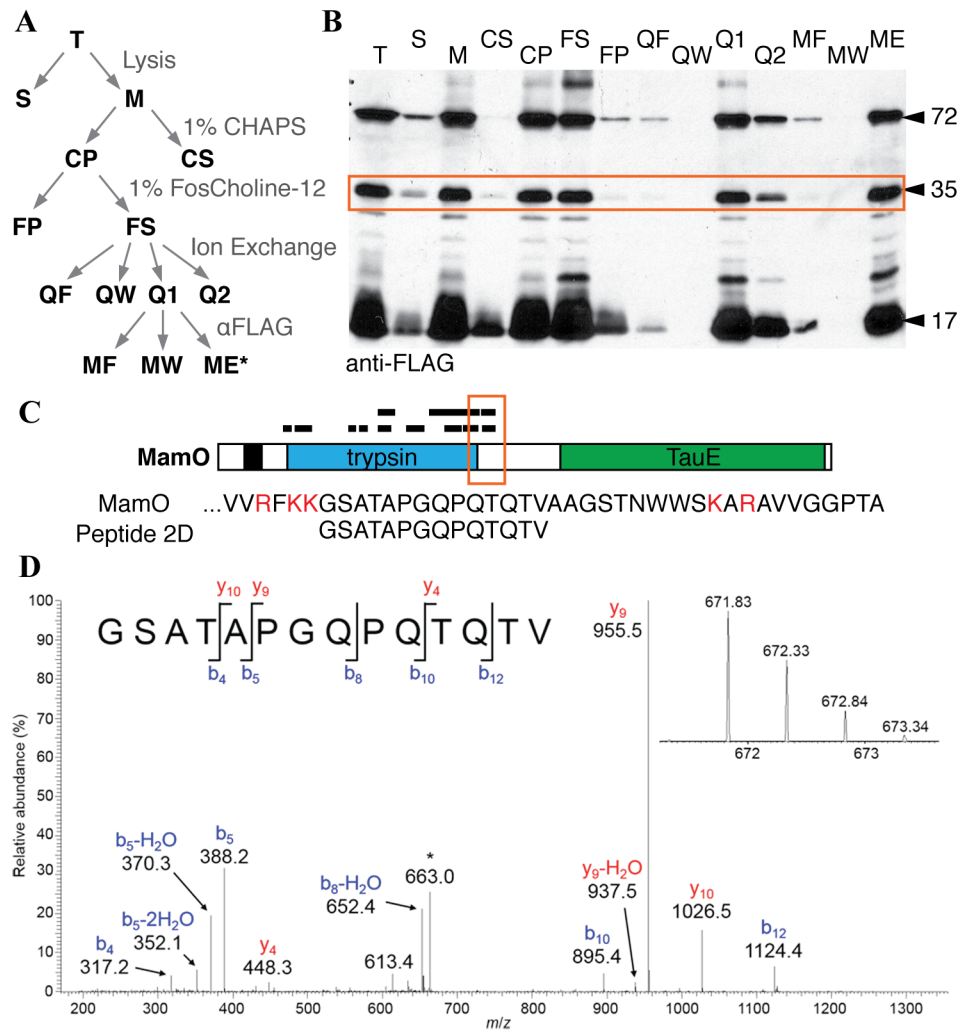 A
T
Lysis
S
M
1% CHAPS
CP
CS
1% FosCholine-12
FP
FS
Ion Exchange
QF QW Q1 Q2
αFLAG
MF MW ME*
B
T S M CS CP FS FP QF QW Q1 Q2 MF MW ME
72
35
17
anti-FLAG
C
MamO trypsin TauE
MamO ...VVRFKKGSATAPGQPQTQTVAAGSTNWWSKARAVVGGPTA
Peptide 2D GSATAPGQPQTQTV
D
y10 y9 y4
G S A T A P G Q P Q T Q T V
b4 b5 b8 b10 b12
Relative abundance (%)
100
90
80
70
60
50
40
30
20
10
0
y9
955.5
671.83
672.33
672.84
673.34
672 673
b5-H2O
370.3
b5
388.2
b5-2H2O
352.1
b4
317.2
y4
448.3
b8-H2O
652.4
*
663.0
613.4
y9-H2O
937.5
b10
895.4
y10
1026.5
b12
1124.4
200 300 400 500 600 700 800 900 1000 1100 1200 1300
m/z